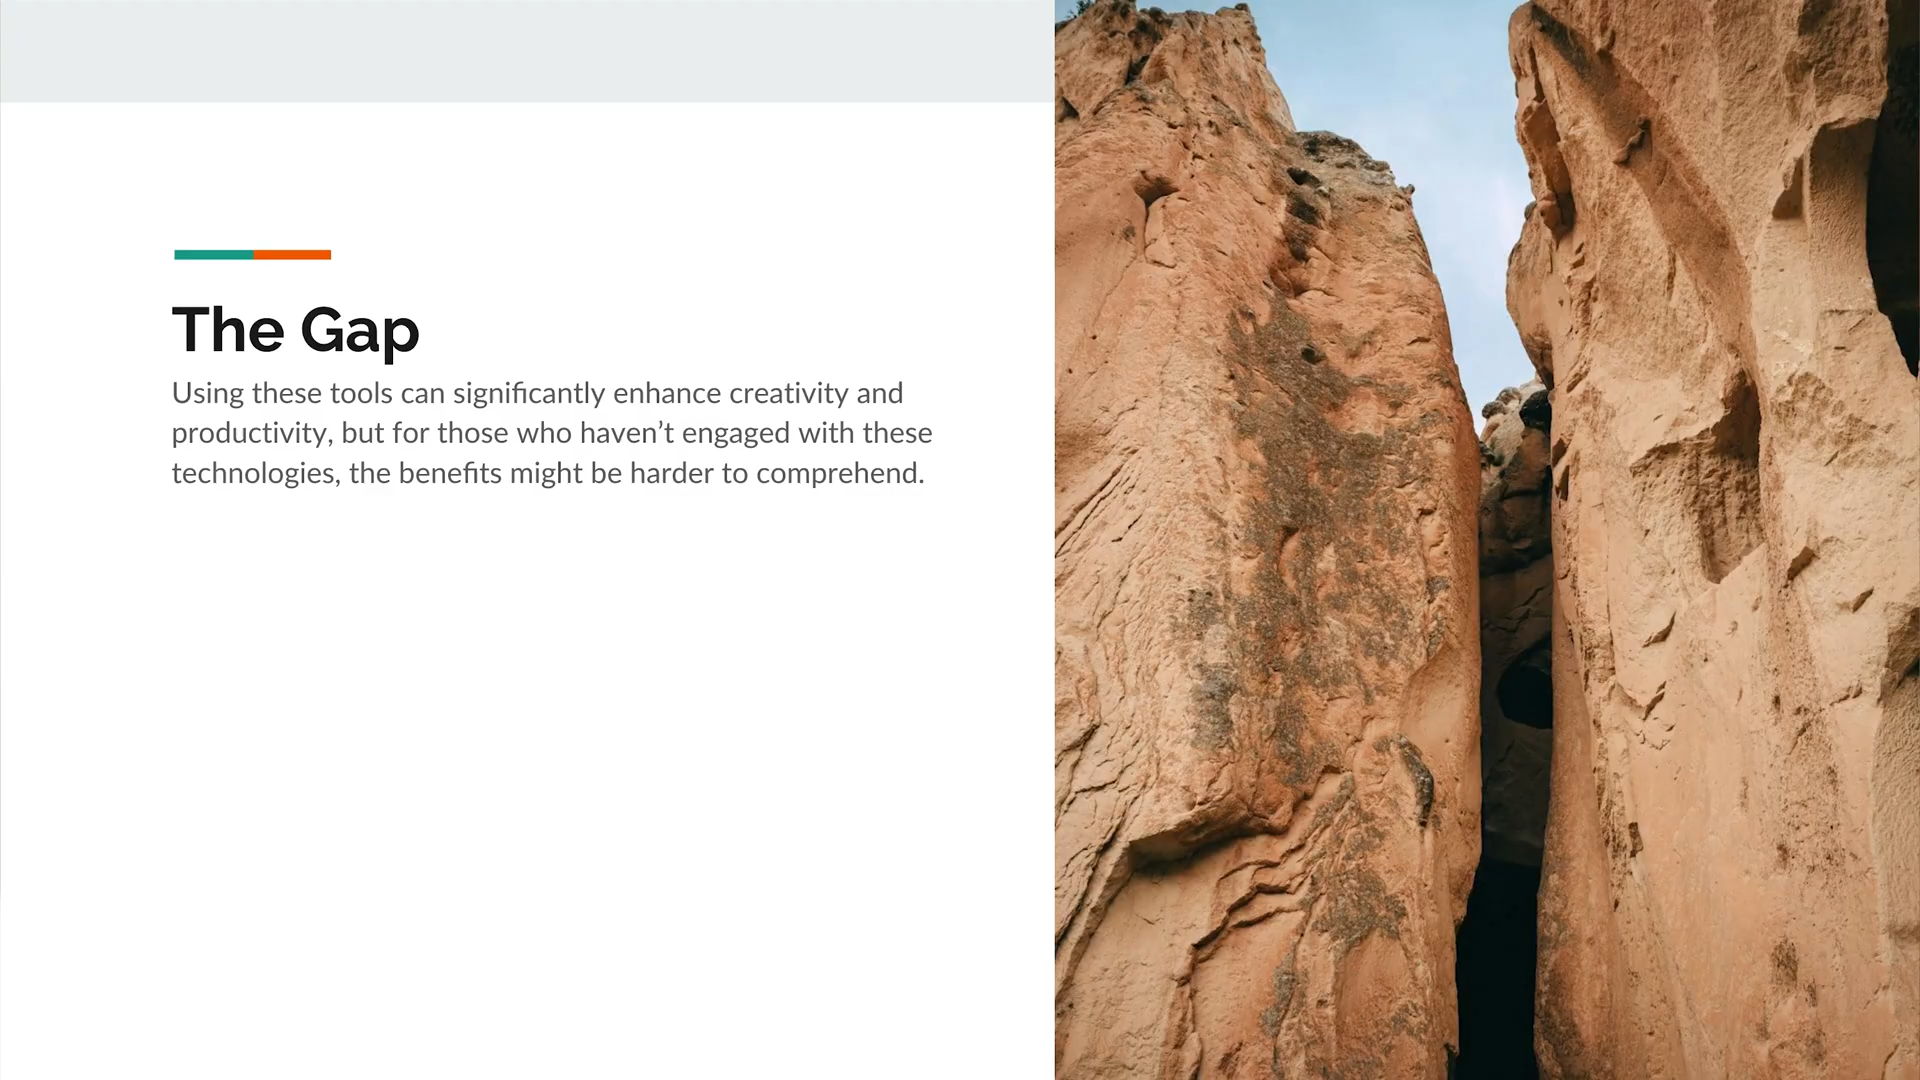 The Gap
Using these tools can significantly enhance creativity and
productivity, but for those who haven’t engaged with these
technologies, the benefits might be harder to comprehend.